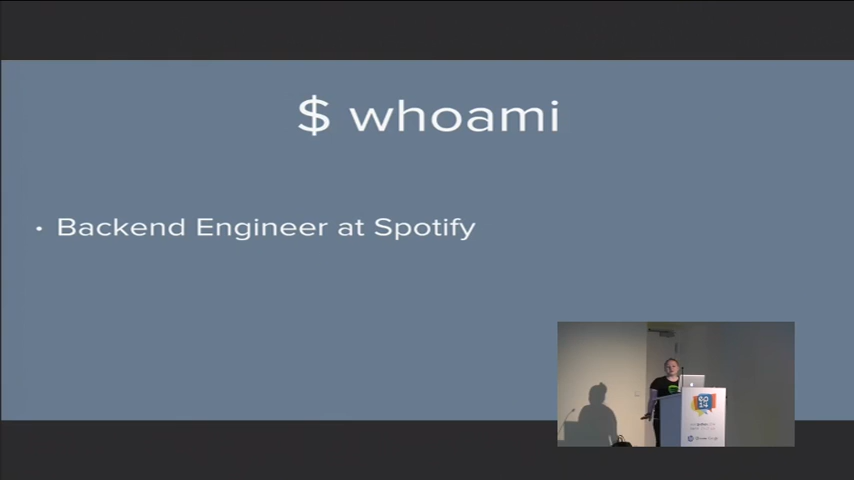 $ whoami
• Backend Engineer at Spotify